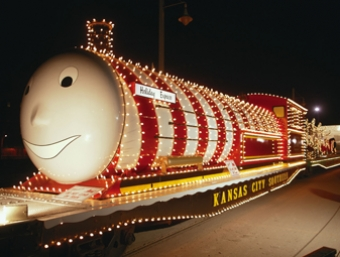 Holiday Express
KANSAS CITY SOUTHERN